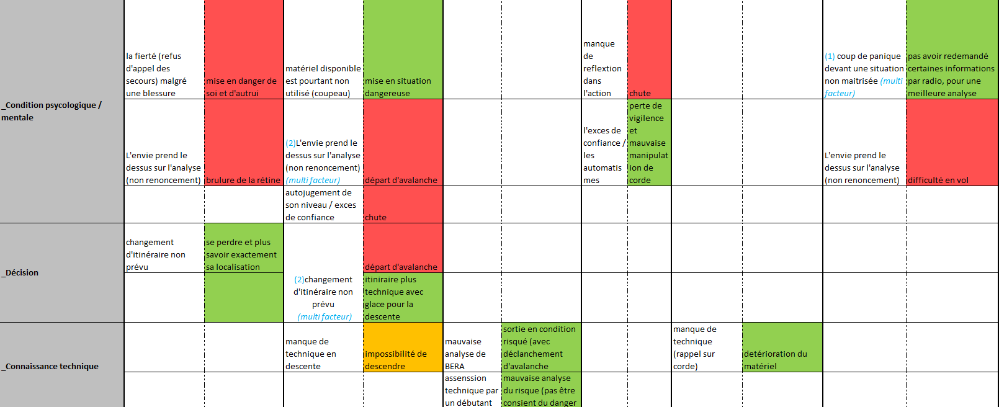 _Condition psycologique /
mentale
la fierté (refus
d'appel des
secours) malgré
une blessure
mise en danger de
soi et d'autrui
matériel disponible
est pourtant non
utilisé (coupeau)
mise en situation
dangereuse
manque
de
reflextion
dans
l'action
chute
(1) coup de panique
devant une situation
non maitrisée (multi
facteur)
pas avoir redemandé
certaines informations
par radio, pour une
meilleure analyse
L'envie prend le
dessus sur l'analyse
(non renoncement)
brulure de la rétine
(2)L'envie prend le
dessus sur l'analyse
(non renoncement)
(multi facteur)
départ d'avalanche
l'exces de
confiance /
les
automatis
mes
perte de
vigilence
et
mauvaise
manipulat
ion de
corde
L'envie prend le
dessus sur l'analyse
(non renoncement)
difficulté en vol
autojugement de
son niveau / exces
de confiance
chute
_Décision
changement
d'itinéraire non
prévu
se perdre et plus
savoir exactement
sa localisation
(2)changement
d'itinéraire non
prévu
(multi facteur)
départ d'avalanche
itiniraire plus
technique avec
glace pour la
descente
_Connaissance technique
manque de
technique en
descente
impossibilité de
descendre
mauvaise
analyse de
BERA
sortie en condition
risqué (avec
déclanchement
d'avalanche
manque de
technique
(rappel sur
corde)
detérioration du
matériel
assenssion
technique par
un débutant
mauvaise analyse
du risque (pas être
consient du danger